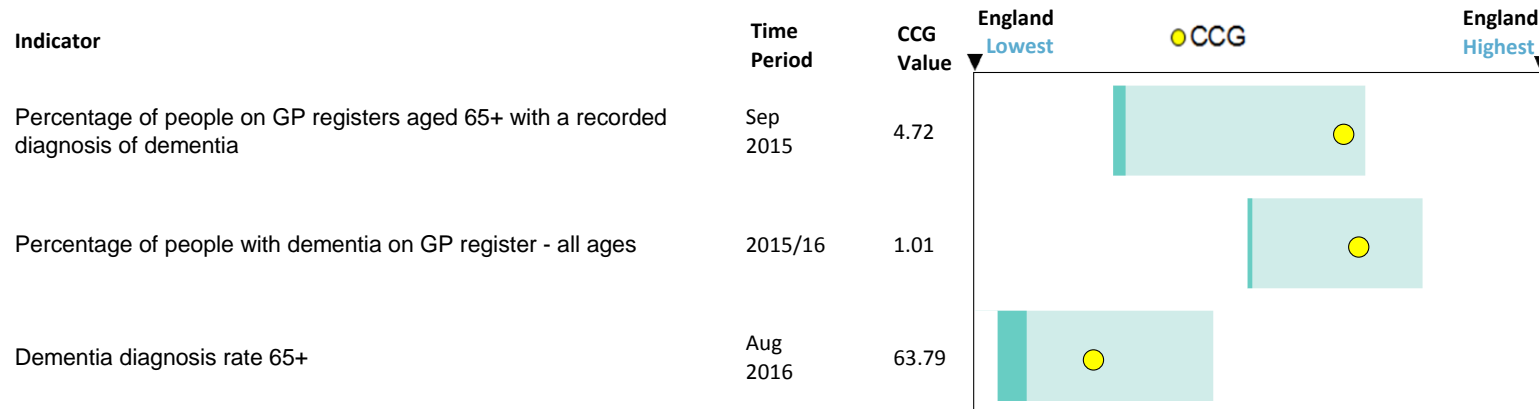 Indicator
Time
Period
CCG
Value
England
Lowest
CCG
England
Highest
Percentage of people on GP registers aged 65+ with a recorded
diagnosis of dementia
Sep
2015
4.72
Percentage of people with dementia on GP register - all ages
2015/16
1.01
Dementia diagnosis rate 65+
Aug
2016
63.79